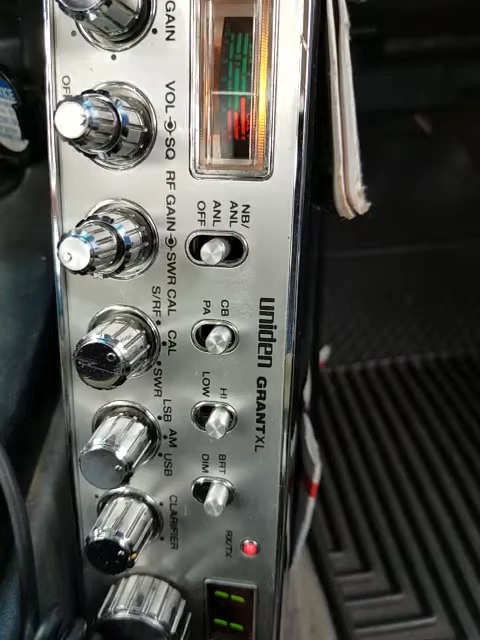 GAIN
OFF
VOL
SQ
RF GAIN
SWR CAL
NB/
ANL
ANL
OFF
CB
PA
uniden GRANT XL
S/RF
CAL
SWR
HI
LOW
LSB
AM
USB
BRT
DIM
CLARIFIER
RX/TX
11